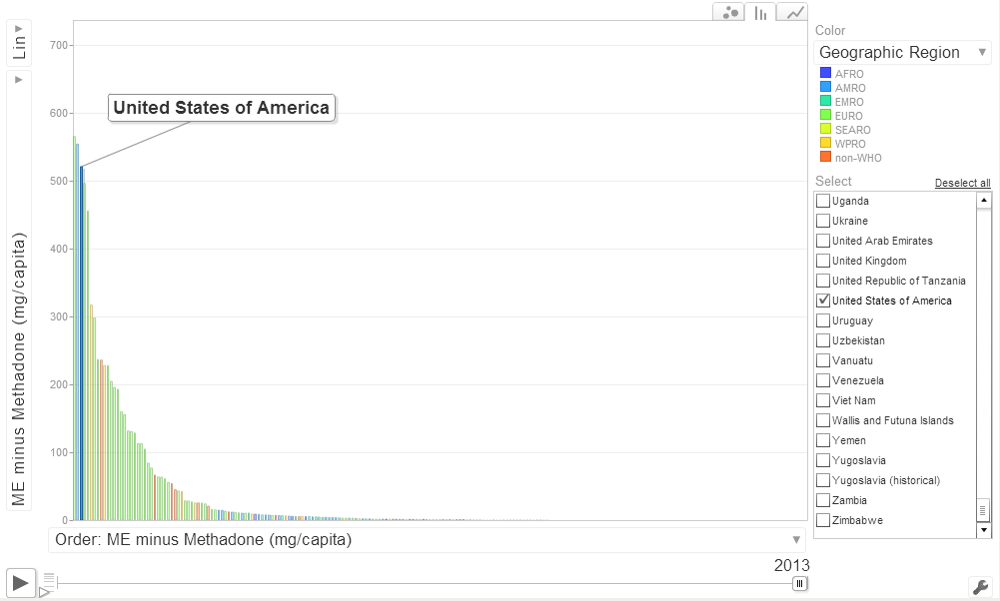 Lin
ME minus Methadone (mg/capita)
700
600
500
400
300
200
100
0
United States of America
Order: ME minus Methadone (mg/capita)
2013
Color
Geographic Region
AFRO
AMRO
EMRO
EURO
SEARO
WPRO
non-WHO
Select Deselect all
Uganda
Ukraine
United Arab Emirates
United Kingdom
United Republic of Tanzania
United States of America
Uruguay
Uzbekistan
Vanuatu
Venezuela
Viet Nam
Wallis and Futuna Islands
Yemen
Yugoslavia
Yugoslavia (historical)
Zambia
Zimbabwe